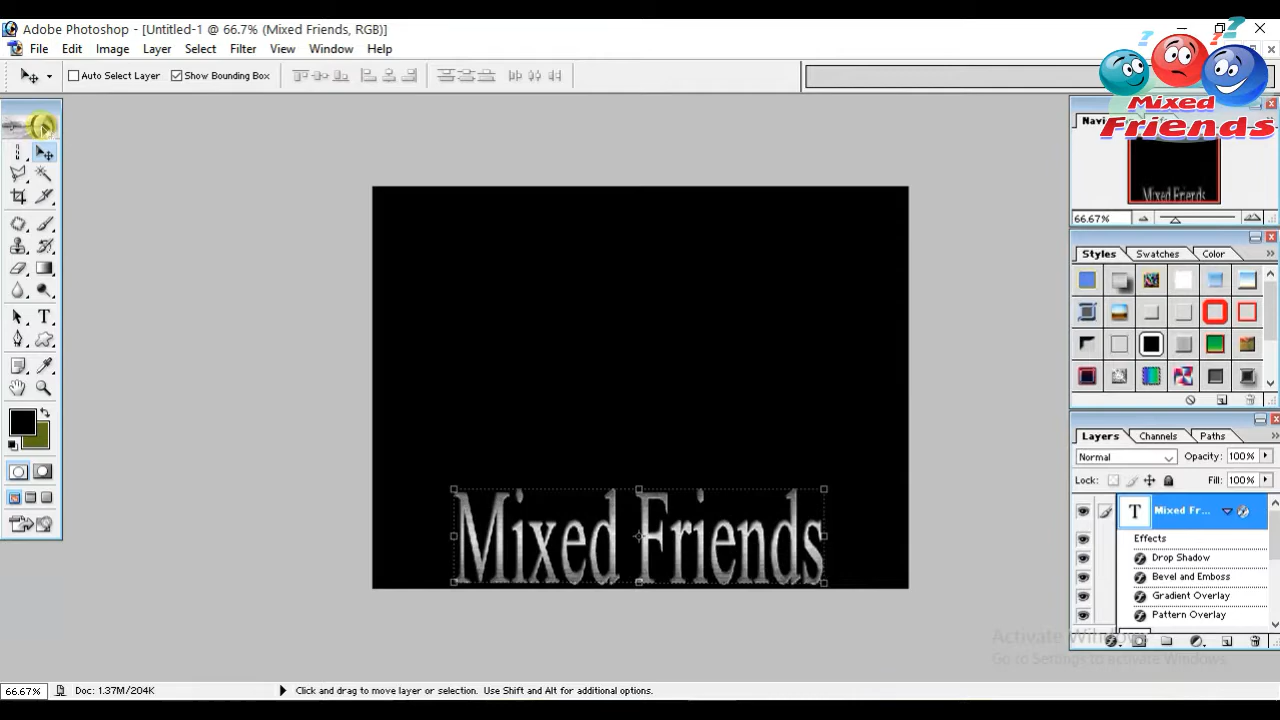 Adobe Photoshop - [Untitled-1 @ 66.7% (Mixed Friends, RGB)]
File Edit Image Layer Select Filter View Window Help
Auto Select Layer Show Bounding Box
Mixed
Friends
Mixed Friends
66.67%
Styles Swatches Color
Layers Channels Paths
Normal Opacity: 100%
Lock: Fill: 100%
T Mixed Fr...
Effects
Drop Shadow
Bevel and Emboss
Gradient Overlay
Pattern Overlay
Mixed Friends
Activate Windows
Go to Settings to activate Windows.
66.67% Doc: 1.37M/204K Click and drag to move layer or selection. Use Shift and Alt for additional options.